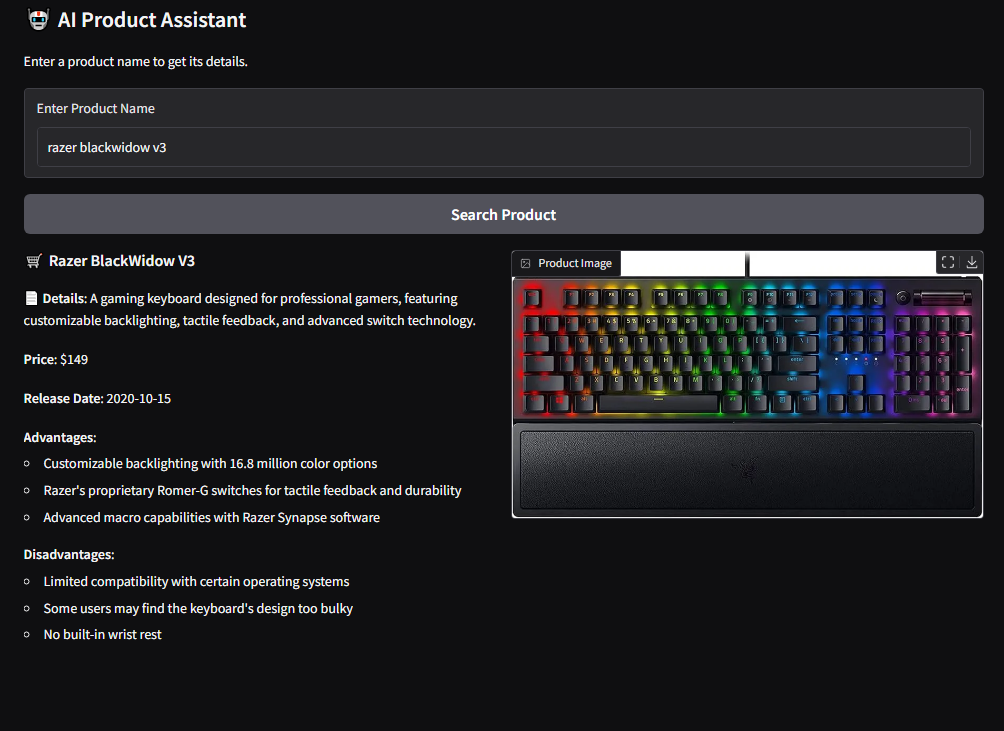 AI Product Assistant
Enter a product name to get its details.
Enter Product Name
razer blackwidow v3
Search Product
Razer BlackWidow V3
Details: A gaming keyboard designed for professional gamers, featuring
customizable backlighting, tactile feedback, and advanced switch technology.
Price: $149
Release Date: 2020-10-15
Advantages:
Customizable backlighting with 16.8 million color options
Razer's proprietary Romer-G switches for tactile feedback and durability
Advanced macro capabilities with Razer Synapse software
Disadvantages:
Limited compatibility with certain operating systems
Some users may find the keyboard's design too bulky
No built-in wrist rest
Product Image